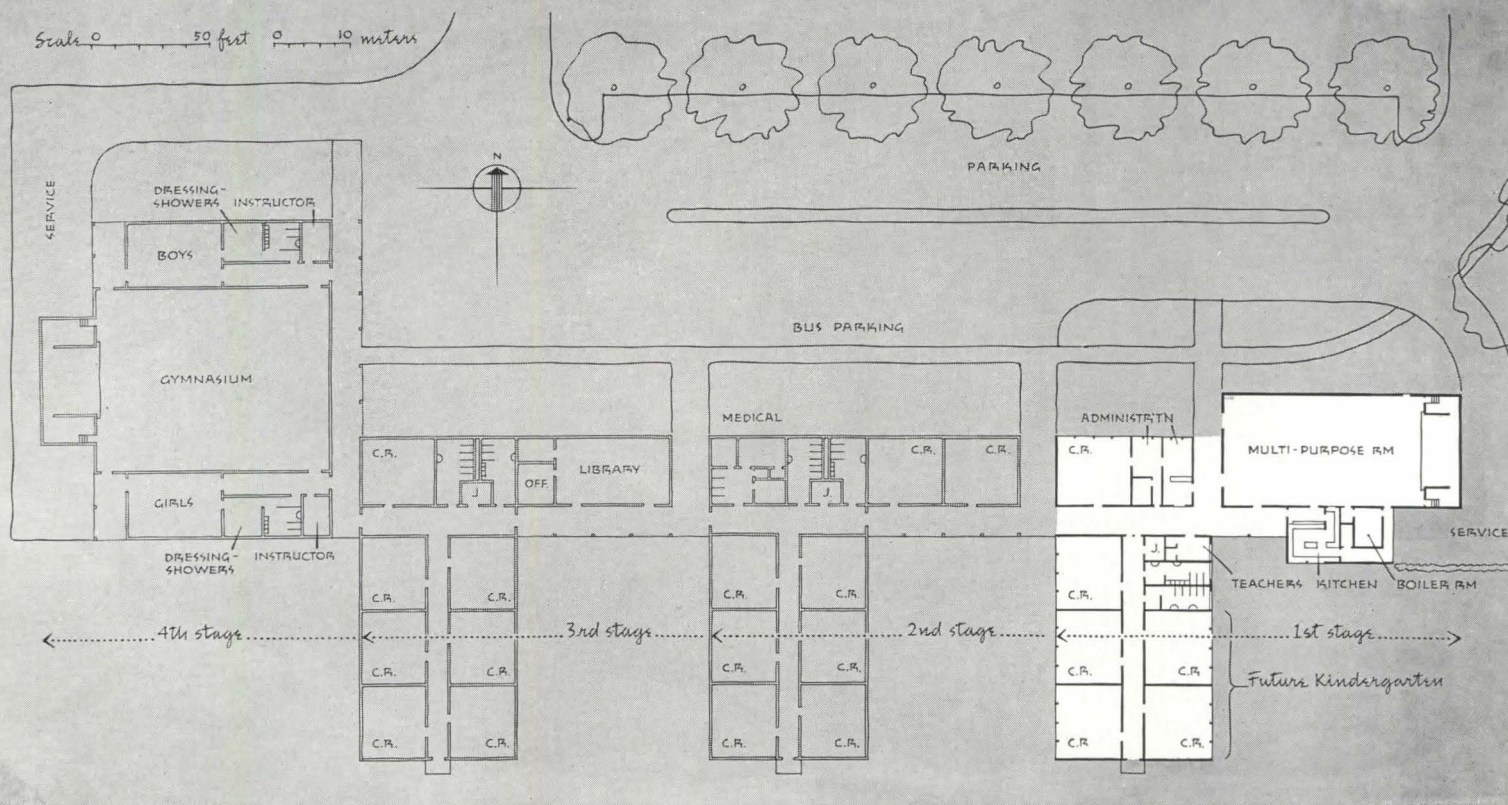 Scale 0 50 feet 0 10 meters
N
PARKING
SERVICE
DRESSING-
SHOWERS INSTRUCTOR
BOYS
BUS PARKING
GYMNASIUM
MEDICAL
ADMINISTR'TN
C.R.
J.
OFF.
LIBRARY
J.
C.R.
C.R.
C.R.
MULTI-PURPOSE RM
GIRLS
SERVICE
DRESSING-
SHOWERS
INSTRUCTOR
J.
TEACHERS KITCHEN BOILER RM
C.R.
C.R.
C.R.
C.R.
C.R.
4th stage
3rd stage
2nd stage
1st stage
C.R.
C.R.
C.R.
C.R.
C.R.
C.R.
Future Kindergarten
C.R.
C.R.
C.R.
C.R.
C.R
C.R.